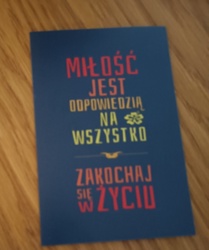 MIŁOŚĆ
JEST
ODPOWIEDZIĄ
NA
WSZYSTKO
ZAKOCHAJ
SIĘ
W ŻYCIU